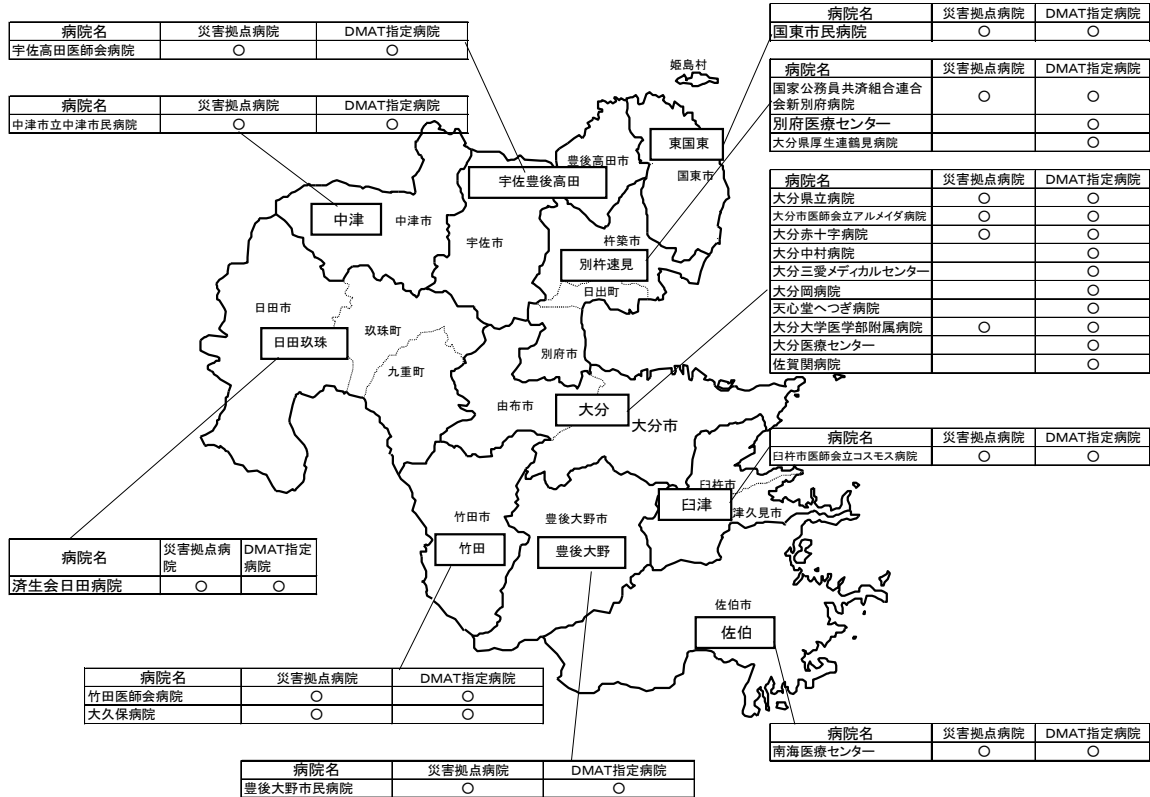 病院名 災害拠点病院 DMAT指定病院
宇佐高田医師会病院 ○ ○
病院名 災害拠点病院 DMAT指定病院
中津市立中津市民病院 ○ ○
病院名 災害拠点病院 DMAT指定病院
国東市民病院 ○ ○
病院名 災害拠点病院 DMAT指定病院
国家公務員共済組合連合
会新別府病院 ○ ○
別府医療センター ○
大分県厚生連鶴見病院 ○
病院名 災害拠点病院 DMAT指定病院
大分県立病院 ○ ○
大分市医師会立アルメイダ病院 ○ ○
大分赤十字病院 ○ ○
大分中村病院 ○
大分三愛メディカルセンター ○
大分岡病院 ○
天心堂へつぎ病院 ○
大分大学医学部附属病院 ○ ○
大分医療センター ○
佐賀関病院 ○
姫島村
東国東
豊後高田市
国東市
宇佐豊後高田
中津
中津市
宇佐市
杵築市
別杵速見
日出町
日田市
玖珠町
日田玖珠
別府市
九重町
由布市
大分
大分市
病院名 災害拠点病院 DMAT指定病院
臼杵市医師会立コスモス病院 ○ ○
臼杵市
臼津
津久見市
竹田市
豊後大野市
竹田
豊後大野
病院名 災害拠点病
院 DMAT指定
病院
済生会日田病院 ○ ○
佐伯市
佐伯
病院名 災害拠点病院 DMAT指定病院
竹田医師会病院 ○ ○
大久保病院 ○ ○
病院名 災害拠点病院 DMAT指定病院
南海医療センター ○ ○
病院名 災害拠点病院 DMAT指定病院
豊後大野市民病院 ○ ○